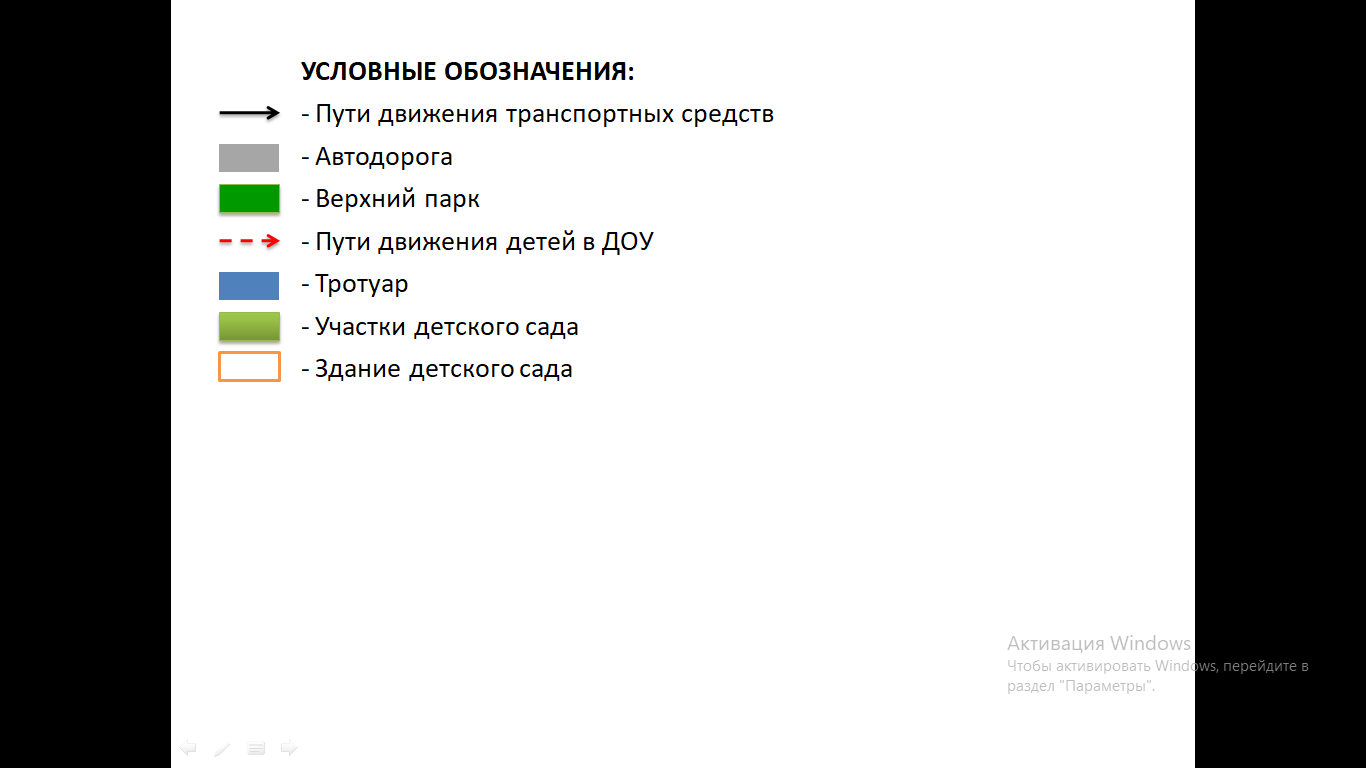 УСЛОВНЫЕ ОБОЗНАЧЕНИЯ:
- Пути движения транспортных средств
- Автодорога
- Верхний парк
- Пути движения детей в ДОУ
- Тротуар
- Участки детского сада
- Здание детского сада
Активация Windows
Чтобы активировать Windows, перейдите в
раздел "Параметры".